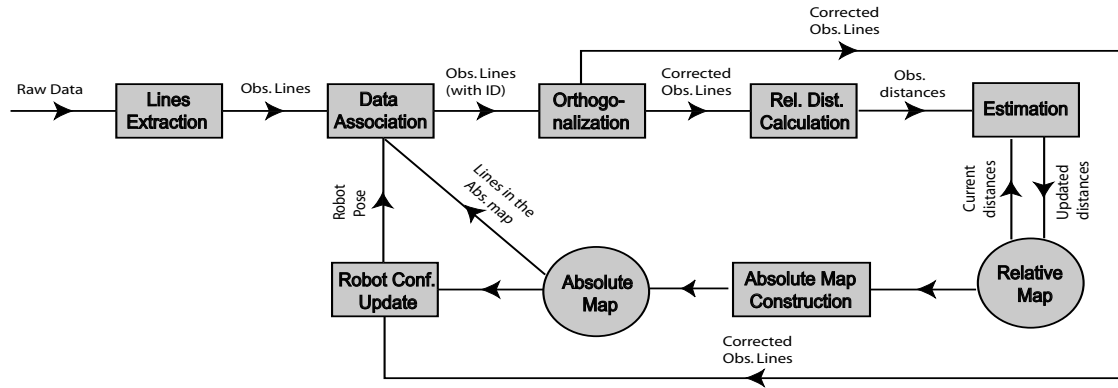 Corrected
Obs. Lines
Raw Data
Lines
Extraction
Obs. Lines
Data
Association
Obs. Lines
(with ID)
Orthogo-
nalization
Corrected
Obs. Lines
Rel. Dist.
Calculation
Obs.
distances
Estimation
Robot
Pose
Lines in the
Abs. map
Current
distances
Updated
distances
Robot Conf.
Update
Absolute
Map
Absolute Map
Construction
Relative
Map
Corrected
Obs. Lines